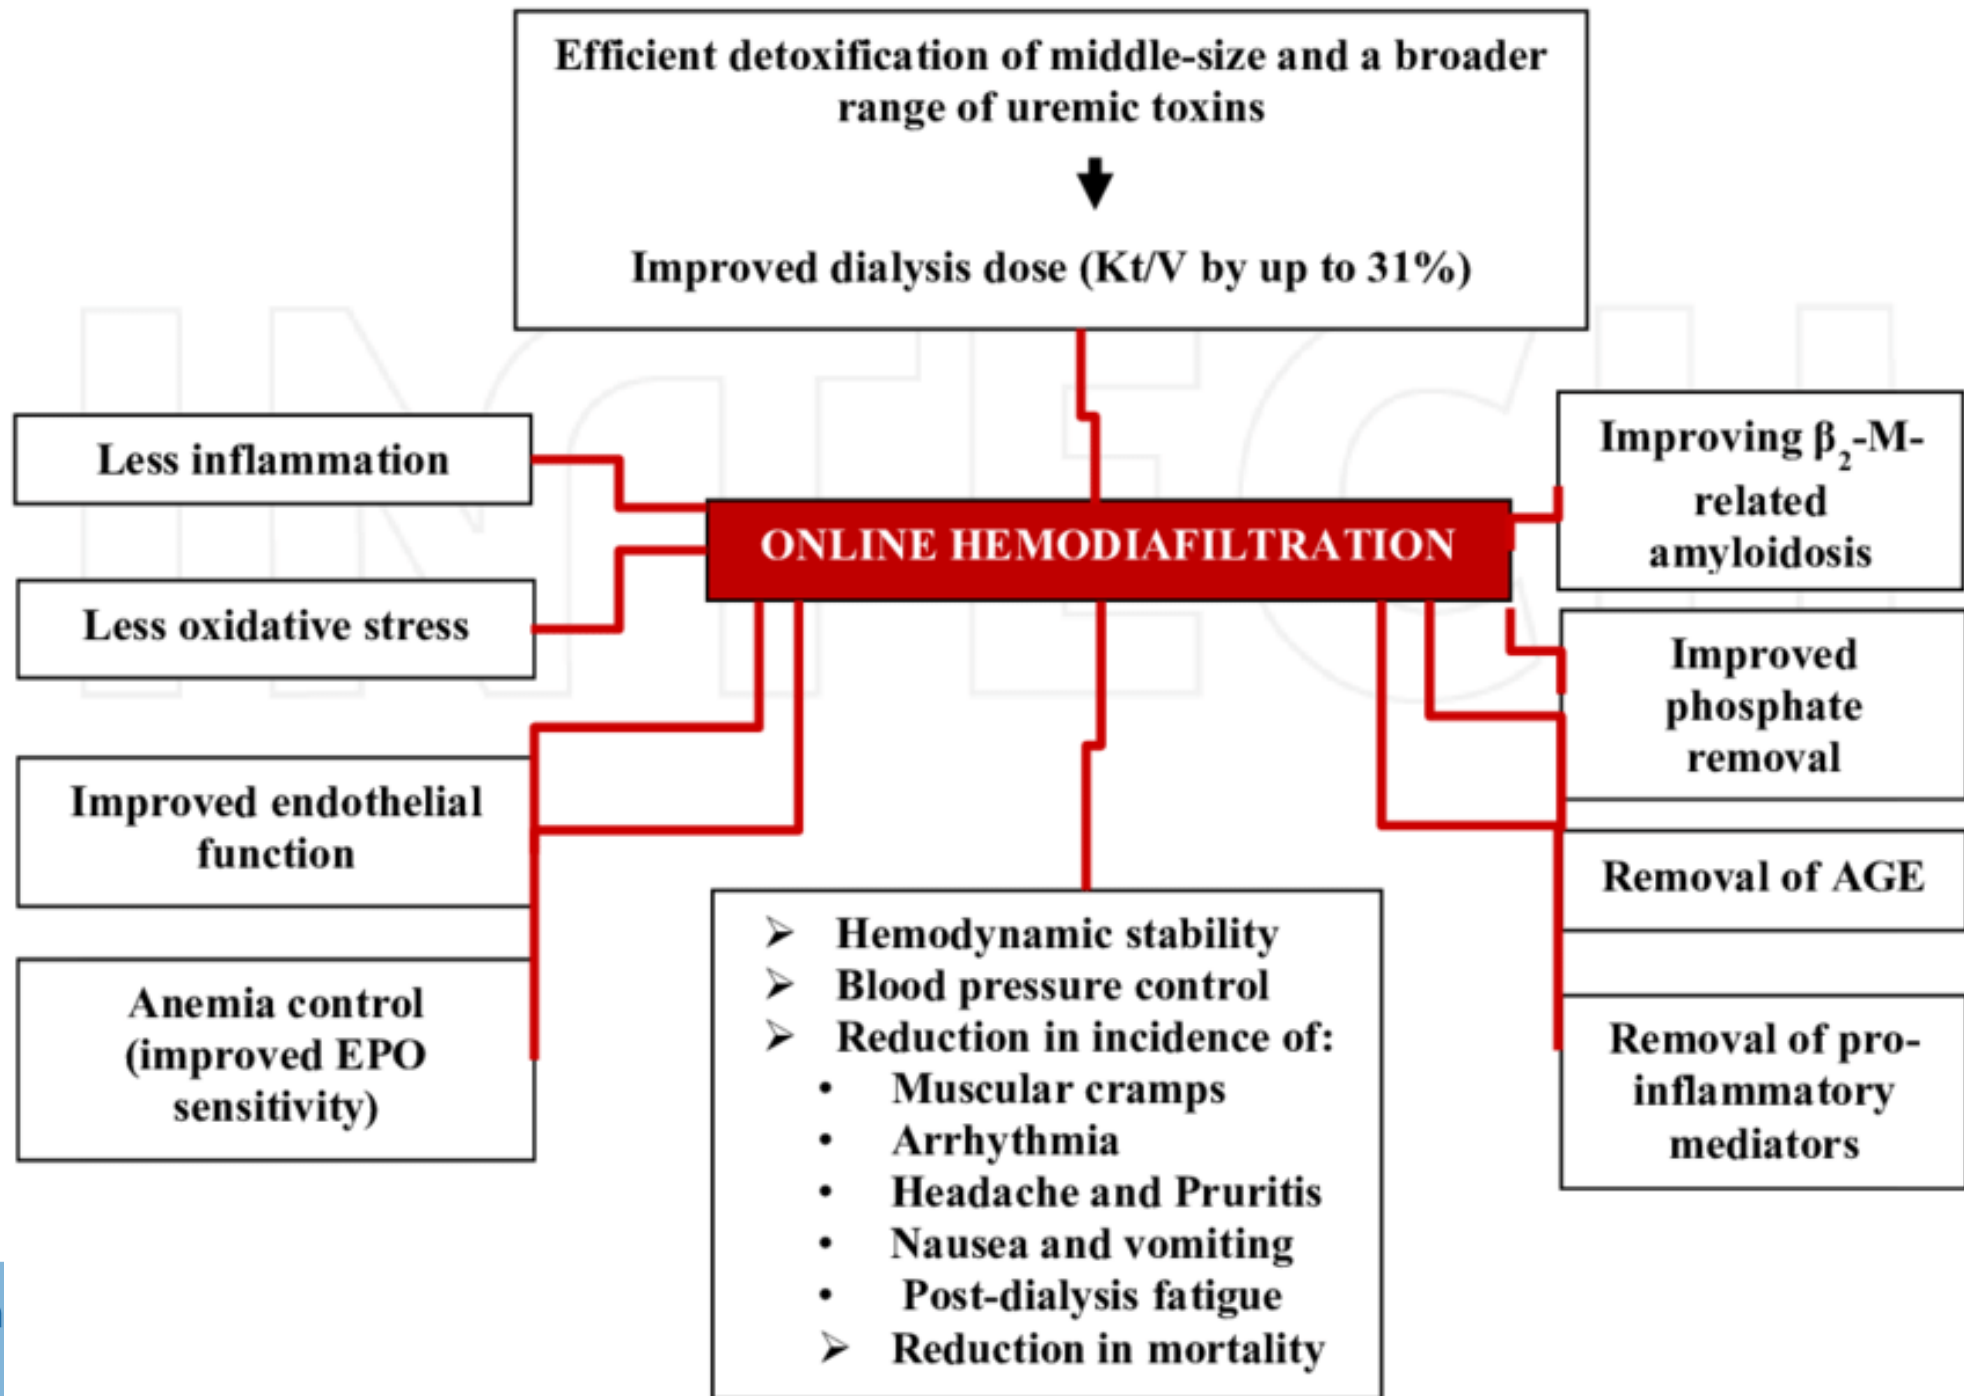 Efficient detoxification of middle-size and a broader
range of uremic toxins
Improved dialysis dose (Kt/V by up to 31%)
Less inflammation
Less oxidative stress
Improved endothelial
function
Anemia control
(improved EPO
sensitivity)
ONLINE HEMODIAFILTRATION
➢ Hemodynamic stability
➢ Blood pressure control
➢ Reduction in incidence of:
• Muscular cramps
• Arrhythmia
• Headache and Pruritis
• Nausea and vomiting
• Post-dialysis fatigue
➢ Reduction in mortality
Improving β₂-M-
related
amyloidosis
Improved
phosphate
removal
Removal of AGE
Removal of pro-
inflammatory
mediators
INTECH